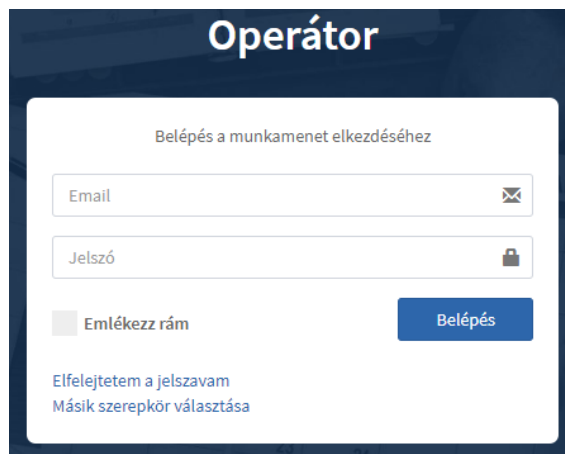 Operátor
Belépés a munkamenet elkezdéséhez
Email
Jelszó
Emlékezz rám
Belépés
Elfelejtetem a jelszavam
Másik szerepkör választása